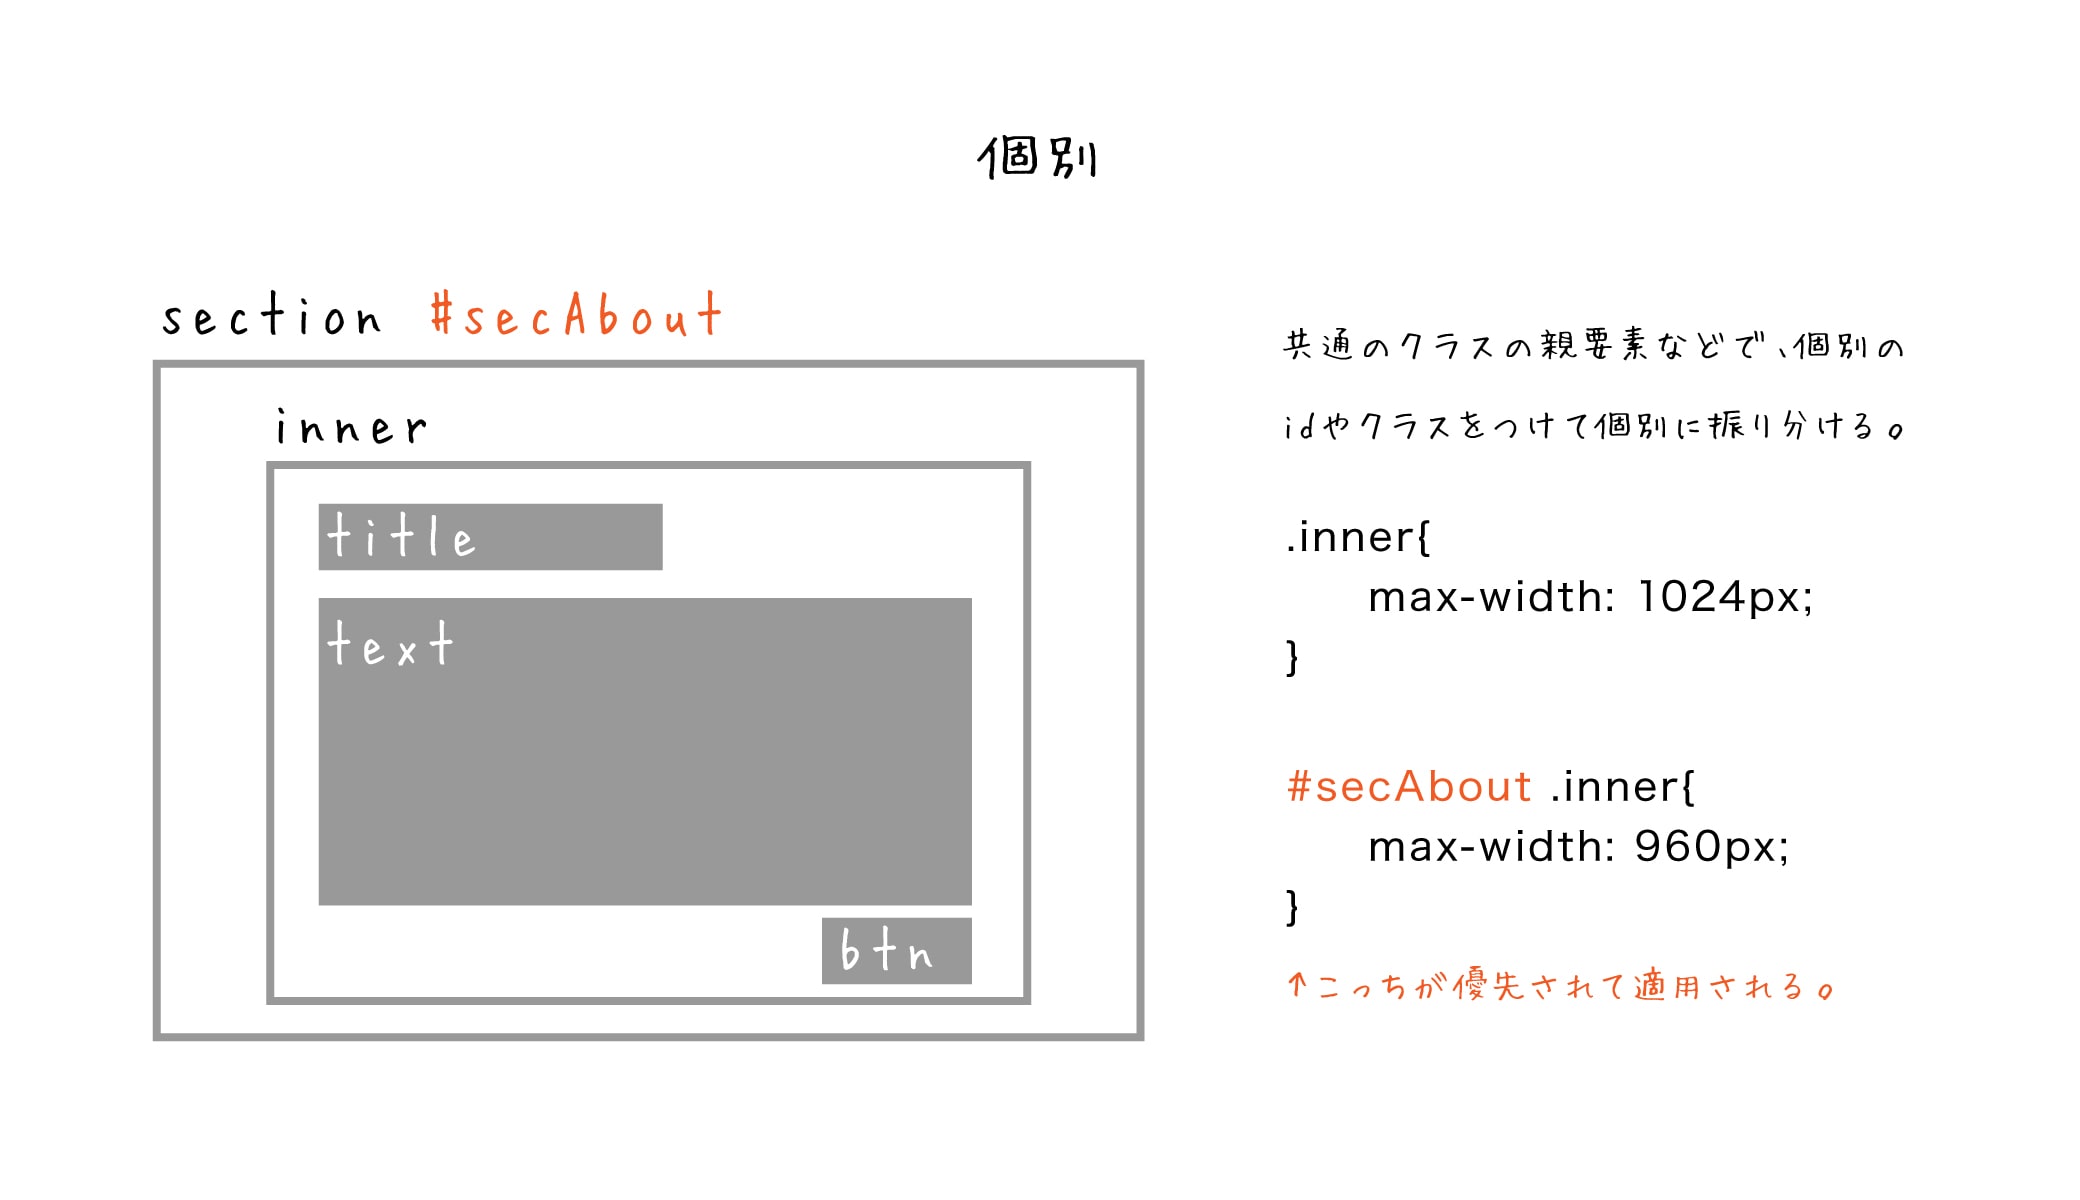 個別
section #secAbout
inner
title
text
btn
共通のクラスの親要素などで、個別の
idやクラスをつけて個別に振り分ける。
.inner{
max-width: 1024px;
}
#secAbout .inner{
max-width: 960px;
}
↑こっちが優先されて適用される。